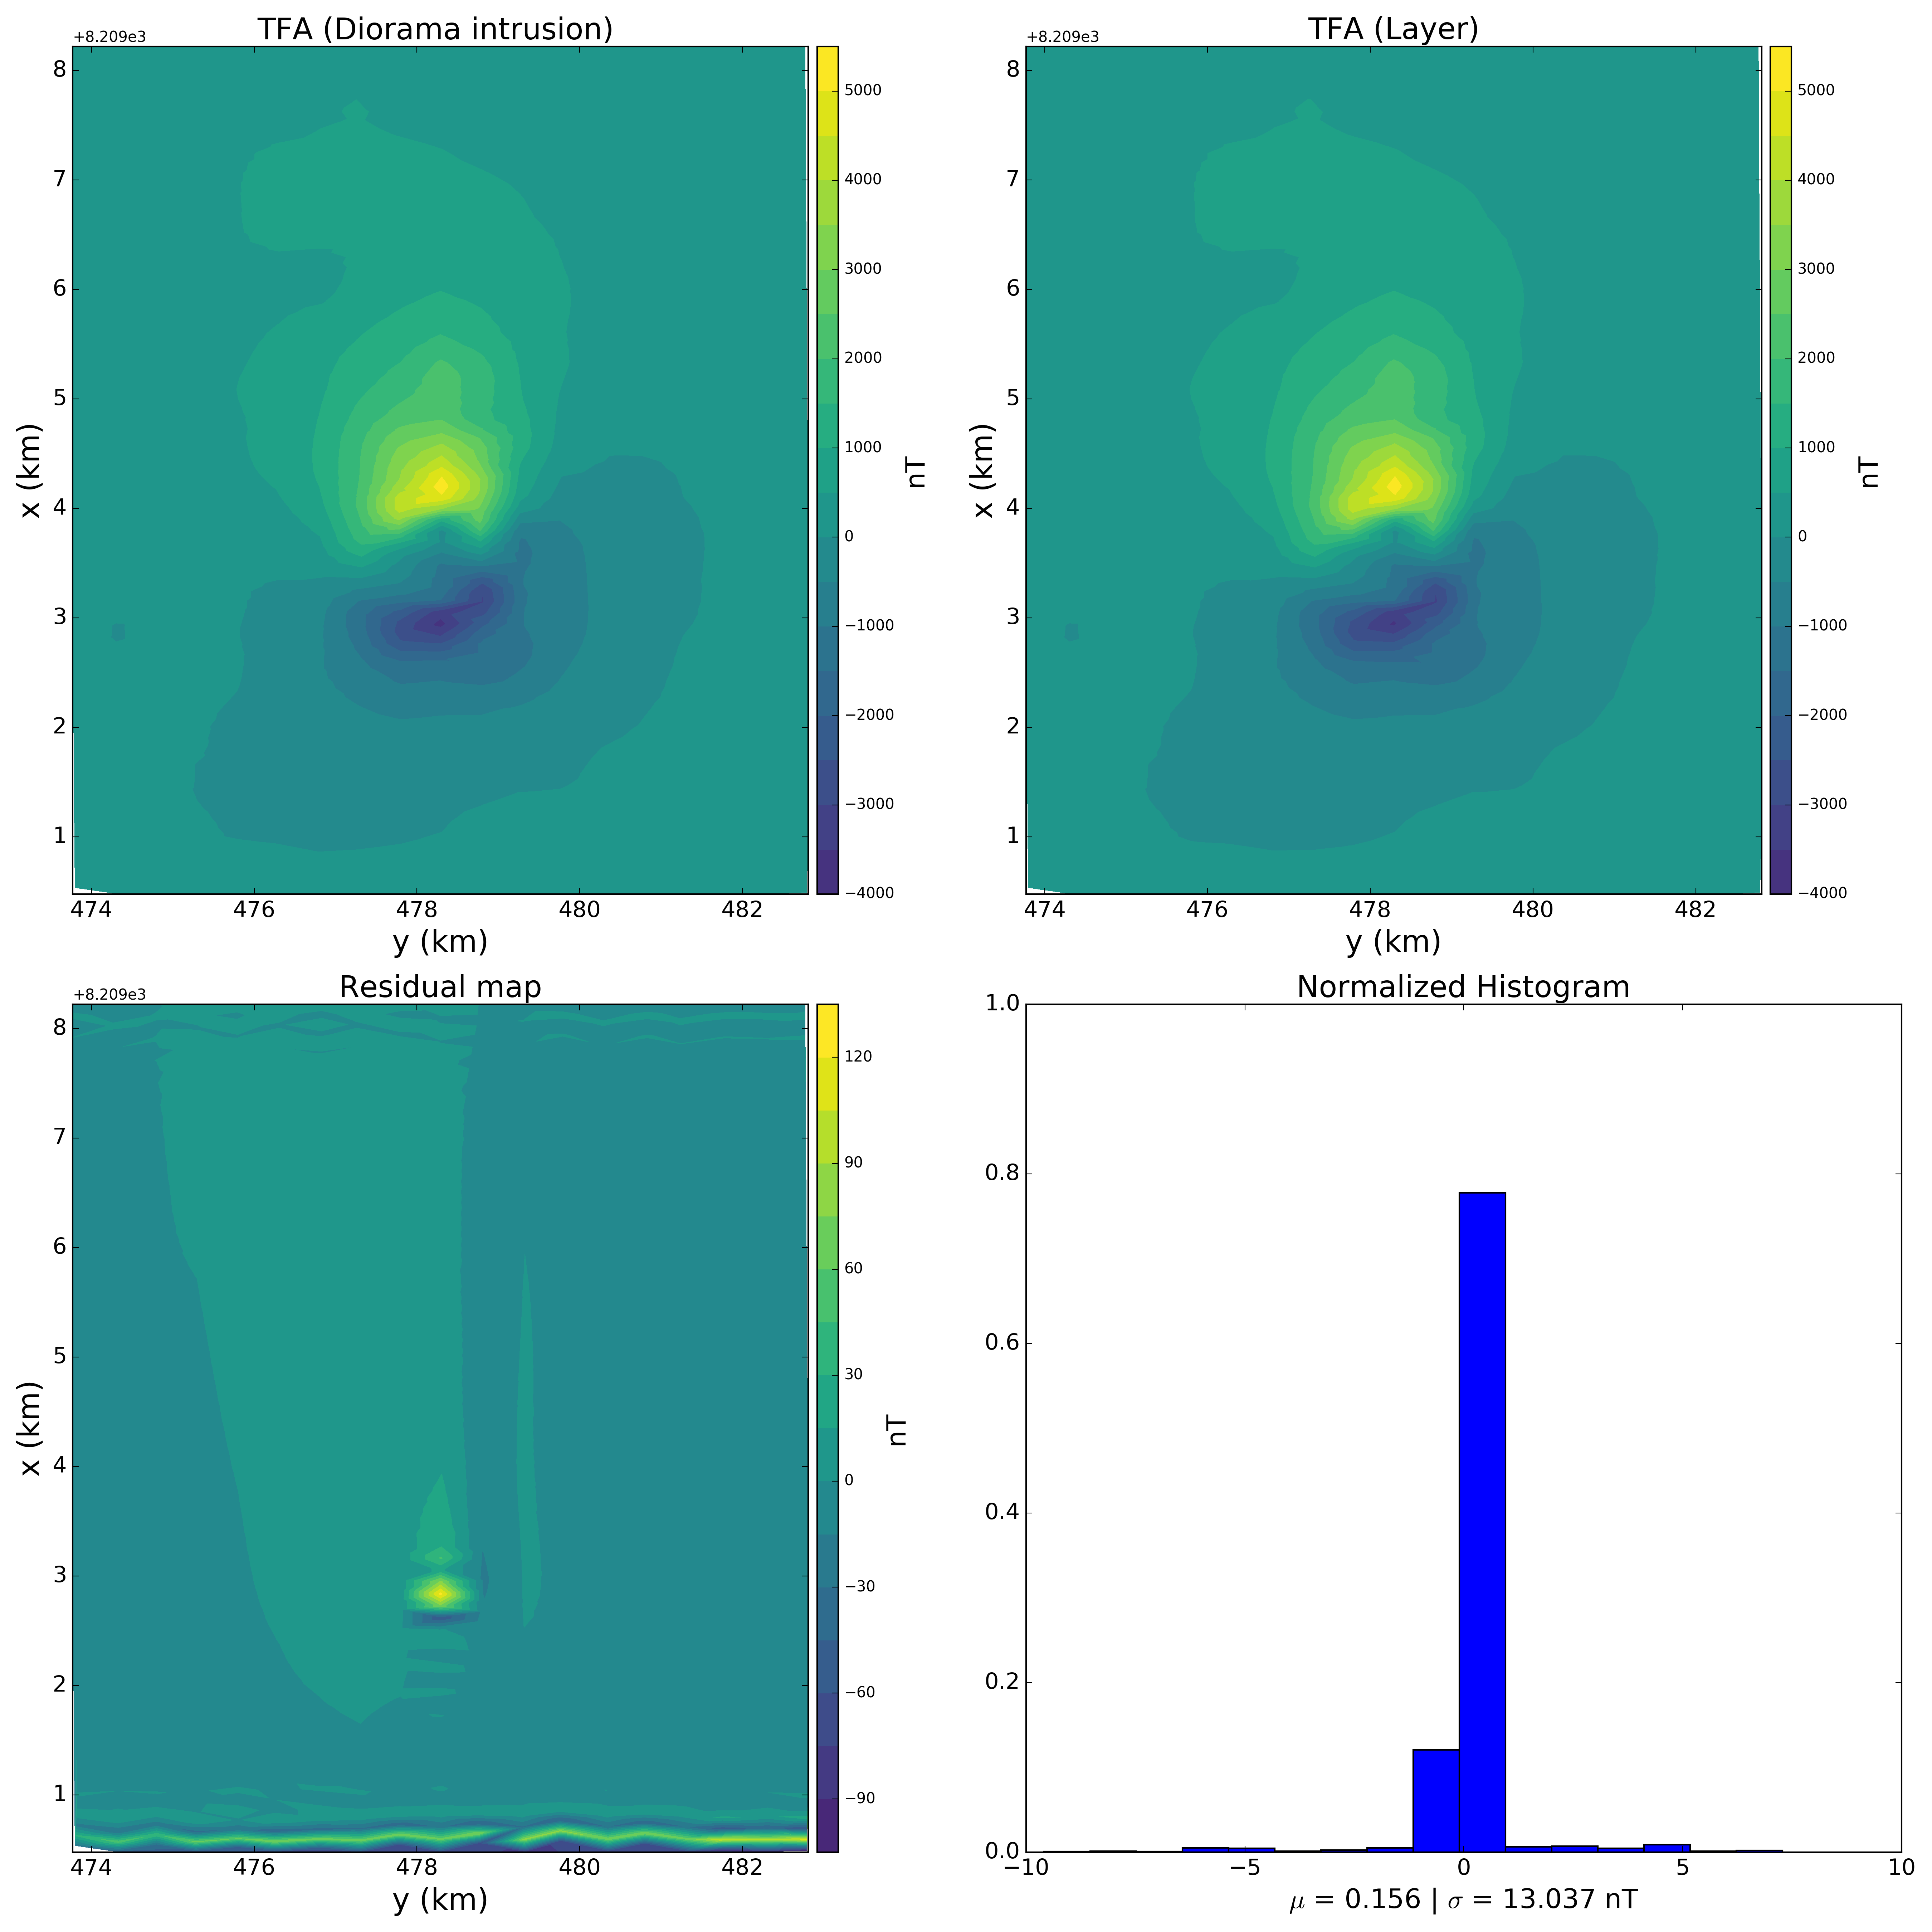 TFA (Diorama intrusion)
+8.209e3
8
7
6
5
4
3
2
1
x (km)
474 476 478 480 482
y (km)
5000
4000
3000
2000
1000
0
−1000
−2000
−3000
−4000
nT
TFA (Layer)
+8.209e3
8
7
6
5
4
3
2
1
x (km)
474 476 478 480 482
y (km)
5000
4000
3000
2000
1000
0
−1000
−2000
−3000
−4000
nT
Residual map
+8.209e3
8
7
6
5
4
3
2
1
x (km)
474 476 478 480 482
y (km)
120
90
60
30
0
−30
−60
−90
nT
Normalized Histogram
1.0
0.8
0.6
0.4
0.2
0.0
−10 −5 0 5 10
μ = 0.156 | σ = 13.037 nT